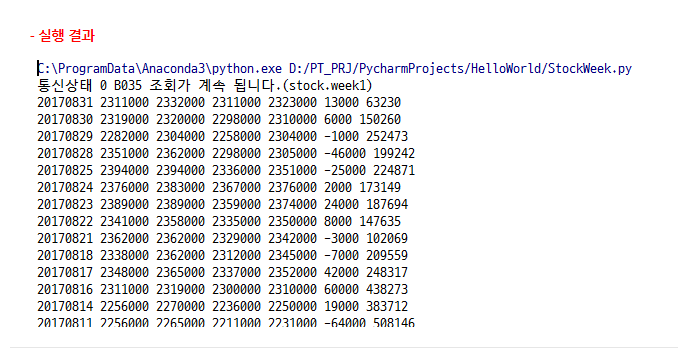 - 실행 결과
C:\ProgramData\Anaconda3\python.exe D:/PT_PRJ/PycharmProjects/HelloWorld/StockWeek.py
통신상태 0 B035 조회가 계속 됩니다.(stock.week1)
20170831 2311000 2332000 2311000 2323000 13000 63230
20170830 2319000 2320000 2298000 2310000 6000 150260
20170829 2282000 2304000 2258000 2304000 -1000 252473
20170828 2351000 2362000 2298000 2305000 -46000 199242
20170825 2394000 2394000 2336000 2351000 -25000 224871
20170824 2376000 2383000 2367000 2376000 2000 173149
20170823 2389000 2389000 2359000 2374000 24000 187694
20170822 2341000 2358000 2335000 2350000 8000 147635
20170821 2362000 2362000 2329000 2342000 -3000 102069
20170818 2338000 2362000 2312000 2345000 -7000 209559
20170817 2348000 2365000 2337000 2352000 42000 248317
20170816 2311000 2319000 2300000 2310000 60000 438273
20170814 2256000 2270000 2236000 2250000 19000 383712
20170811 2256000 2265000 2211000 2231000 -64000 508146